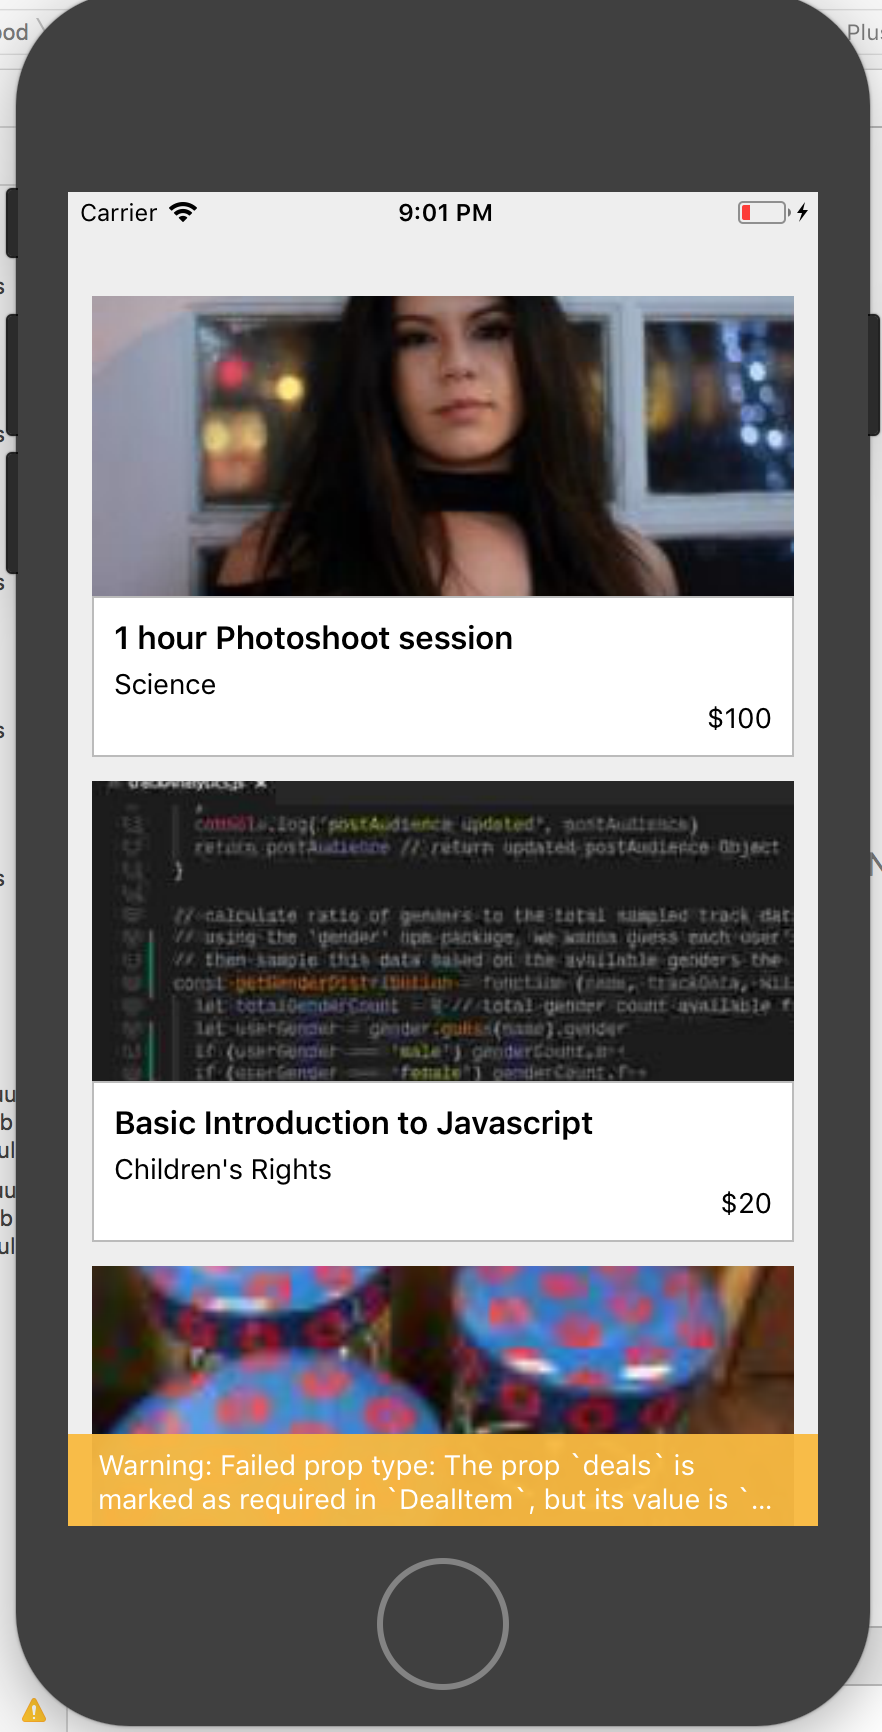 Carrier
9:01 PM
1 hour Photoshoot session
Science
$100
console.log('postAudience updated', postAudience)
return postAudience // return updated postAudience Object
}
// calculate ratio of genders to the total sampled track dat
// using the 'gender' npm package, we wanna guess each user'
// then sample this data based on the available genders the
const getGenderDistribution = function (name, trackData,
let totalGenderCount = // total gender count available f
let userGender = gender.guess(name).gender
if (userGender === 'male') genderCount.m++
if (userGender === 'female') genderCount.f++
Basic Introduction to Javascript
Children's Rights
$20
Warning: Failed prop type: The prop `deals` is
marked as required in `DealItem`, but its value is `...